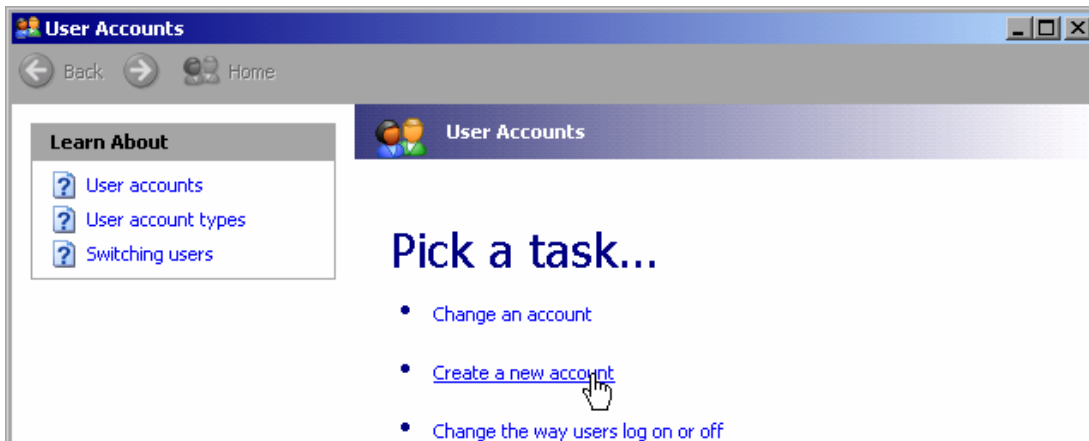 User Accounts
Back Home
Learn About
User accounts
User account types
Switching users
User Accounts
Pick a task...
Change an account
Create a new account
Change the way users log on or off